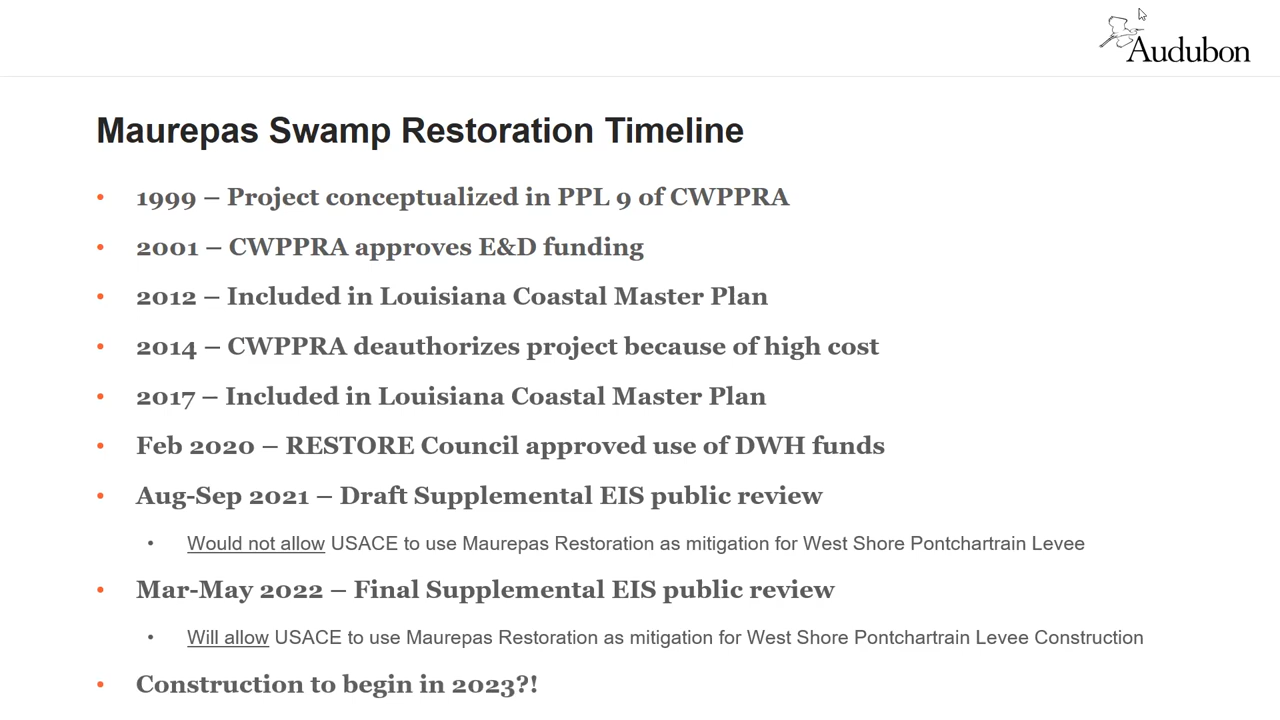 Audubon
Maurepas Swamp Restoration Timeline
• 1999 – Project conceptualized in PPL 9 of CWPPRA
• 2001 – CWPPRA approves E&D funding
• 2012 – Included in Louisiana Coastal Master Plan
• 2014 – CWPPRA deauthorizes project because of high cost
• 2017 – Included in Louisiana Coastal Master Plan
• Feb 2020 – RESTORE Council approved use of DWH funds
• Aug-Sep 2021 – Draft Supplemental EIS public review
• Would not allow USACE to use Maurepas Restoration as mitigation for West Shore Pontchartrain Levee
• Mar-May 2022 – Final Supplemental EIS public review
• Will allow USACE to use Maurepas Restoration as mitigation for West Shore Pontchartrain Levee Construction
• Construction to begin in 2023?!